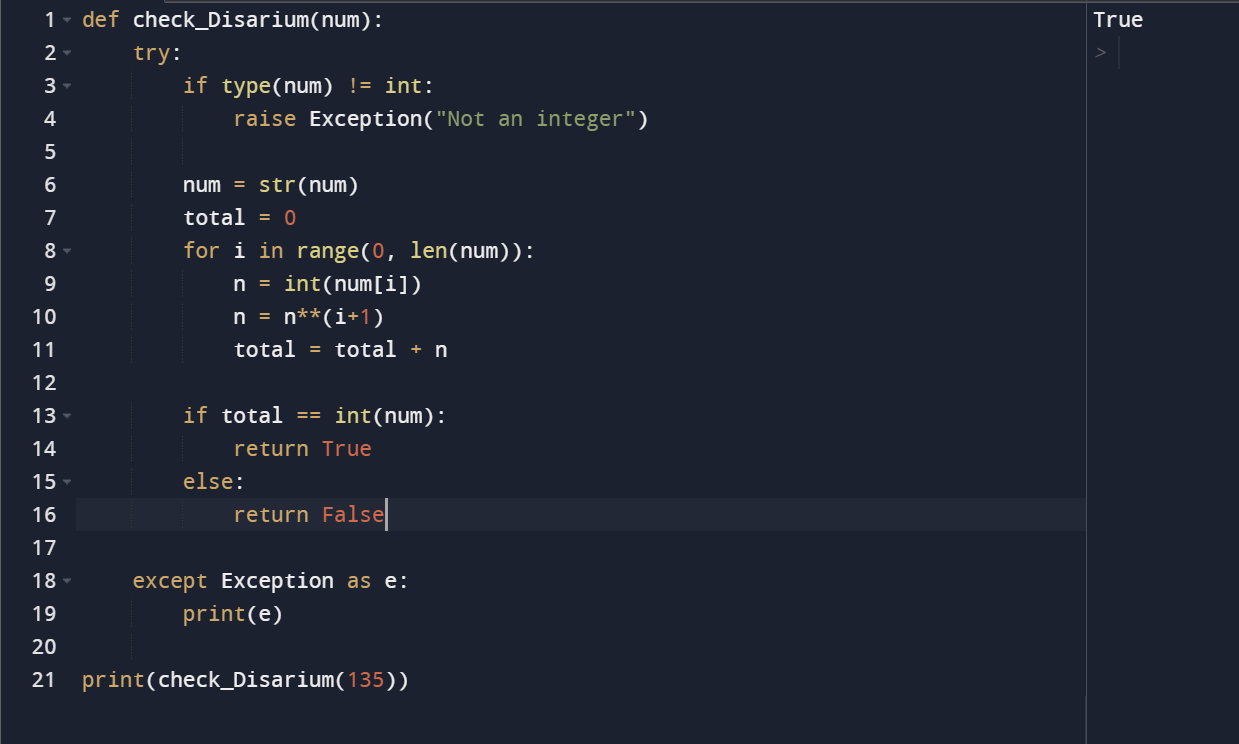 1 def check_Disarium(num):
2     try:
3         if type(num) != int:
4             raise Exception("Not an integer")
5
6         num = str(num)
7         total = 0
8         for i in range(0, len(num)):
9             n = int(num[i])
10             n = n**(i+1)
11             total = total + n
12
13         if total == int(num):
14             return True
15         else:
16             return False
17
18     except Exception as e:
19         print(e)
20
21 print(check_Disarium(135))
True
>